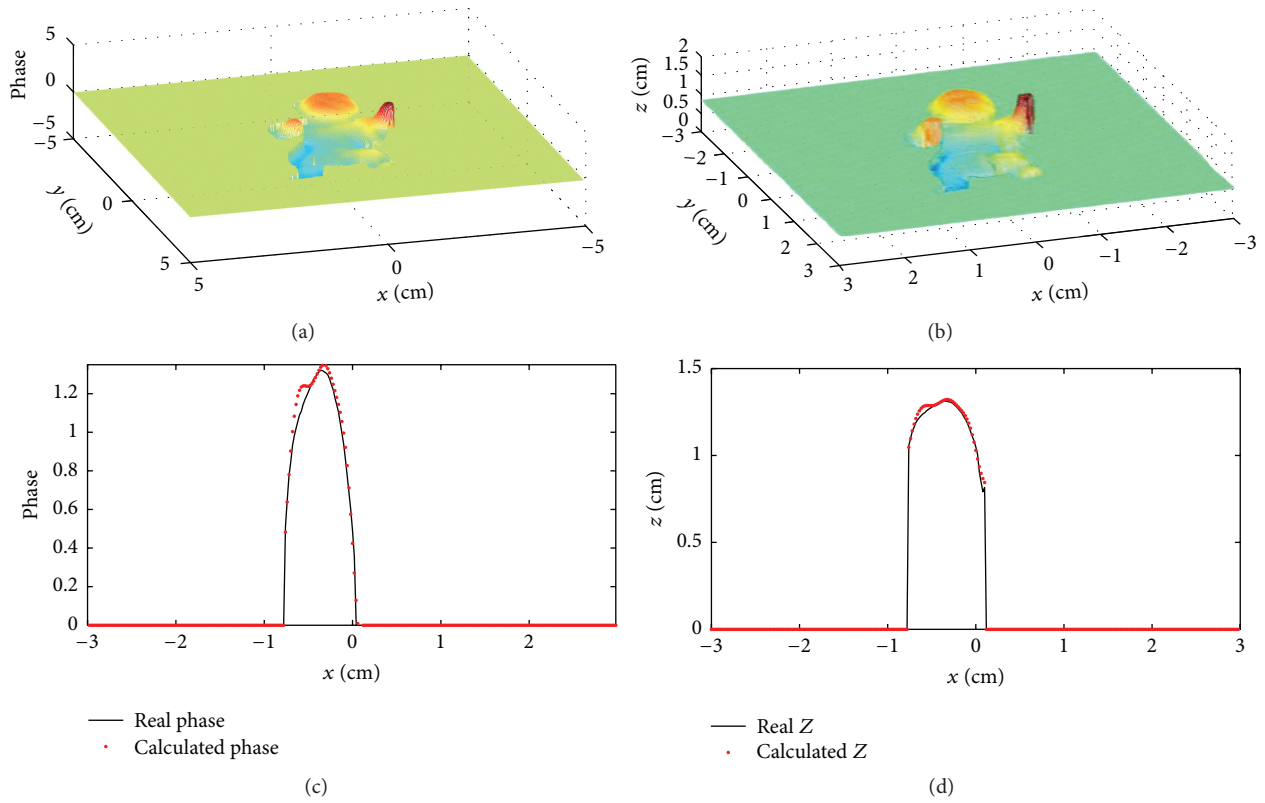 5
0
−5
Phase
−5
0
5
y (cm)
5
0
−5
x (cm)
(a)
2
1.5
1
0.5
0
z (cm)
−3
−2
−1
0
1
2
3
y (cm)
3
2
1
0
−1
−2
−3
x (cm)
(b)
1.2
1
0.8
0.6
0.4
0.2
0
Phase
−3
−2
−1
0
1
2
x (cm)
Real phase
Calculated phase
(c)
1.5
1
0.5
0
z (cm)
−3
−2
−1
0
1
2
3
x (cm)
Real Z
Calculated Z
(d)